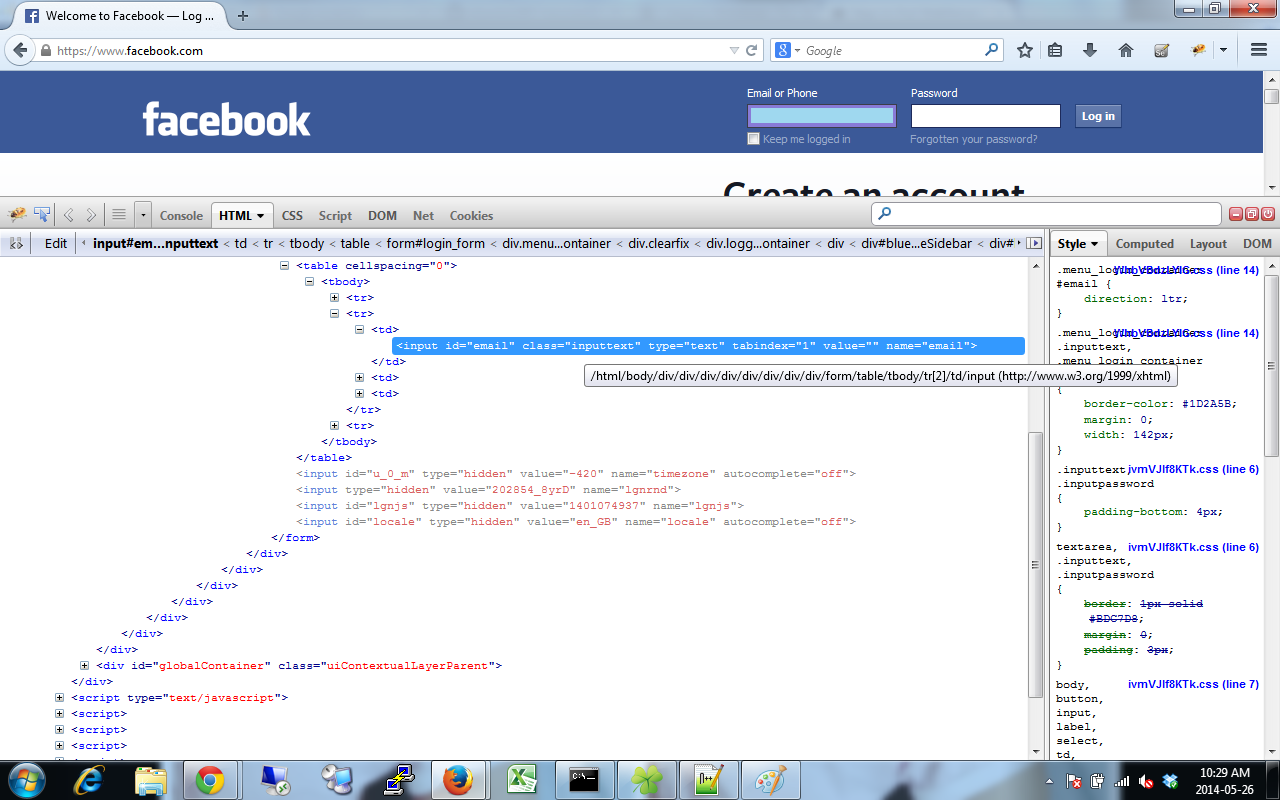 Welcome to Facebook — Log ...
https://www.facebook.com
Google
facebook
Email or Phone
Password
Log in
Keep me logged in
Forgotten your password?
Create an account
Console
HTML
CSS
Script
DOM
Net
Cookies
Edit
input#em...nputtext < td < tr < tbody < table < form#login_form < div.menu...ontainer < div.clearfix < div.logg...ontainer < div < div#blue...eSidebar < div#
<table cellspacing="0">
<tbody>
<tr>
<tr>
<td>
<input id="email" class="inputtext" type="text" tabindex="1" value="" name="email">
</td>
/html/body/div/div/div/div/div/div/div/div/div/form/table/tbody/tr[2]/td/input (http://www.w3.org/1999/xhtml)
<td>
<td>
</tr>
<tr>
</tbody>
</table>
<input id="u_0_m" type="hidden" value="-420" name="timezone" autocomplete="off">
<input type="hidden" value="202854_8yrD" name="lgnrnd">
<input id="lgnjs" type="hidden" value="1401074937" name="lgnjs">
<input id="locale" type="hidden" value="en_GB" name="locale" autocomplete="off">
</form>
</div>
</div>
</div>
</div>
</div>
</div>
</div>
<div id="globalContainer" class="uiContextualLayerParent">
</div>
<script type="text/javascript">
<script>
<script>
<script>
Style
Computed
Layout
DOM
.css (line 14)
#email {
direction: ltr;
}
.css (line 14)
.inputtext,
.menu_login_container
{
border-color: #1D2A5B;
margin: 0;
width: 142px;
}
.inputtext, ivmVJIf8KTk.css (line 6)
.inputpassword
{
padding-bottom: 4px;
}
textarea, ivmVJIf8KTk.css (line 6)
.inputtext,
.inputpassword
{
border: 1px solid
#BDC7D8;
margin: 0;
padding: 3px;
}
body, ivmVJIf8KTk.css (line 7)
button,
input,
label,
select,
td,
10:29 AM
2014-05-26